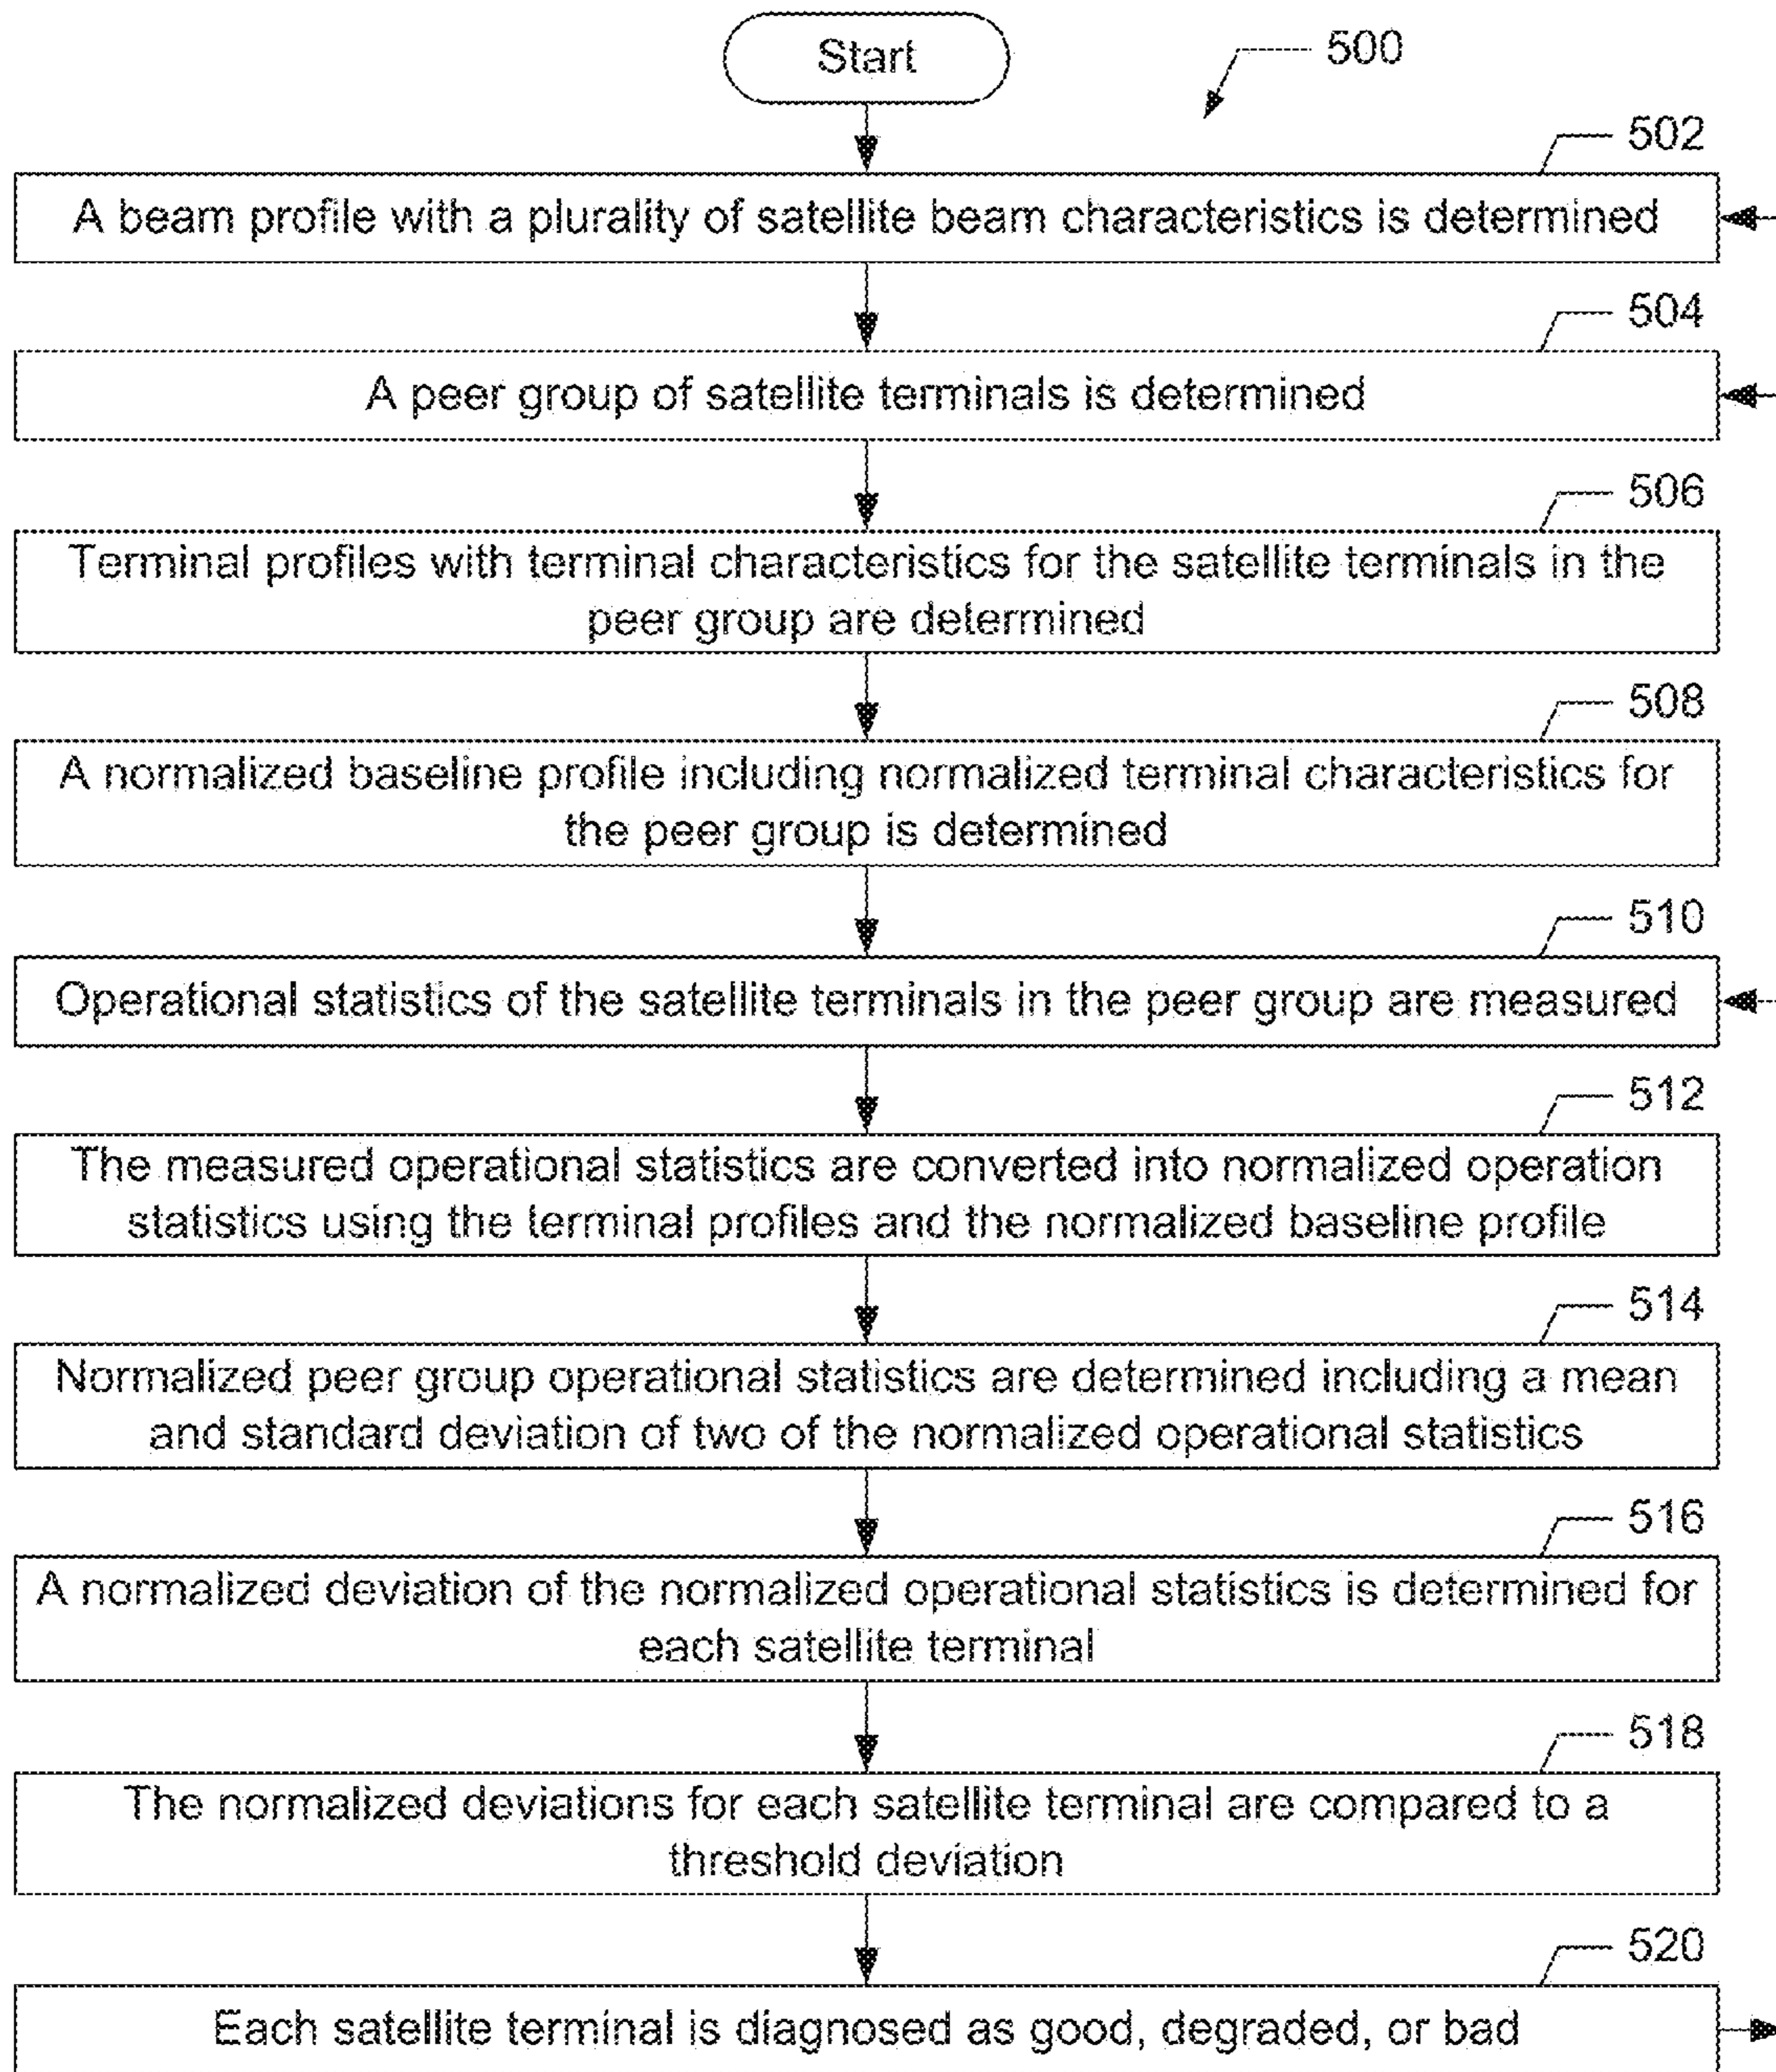 Start
500
502
A beam profile with a plurality of satellite beam characteristics is determined
504
A peer group of satellite terminals is determined
506
Terminal profiles with terminal characteristics for the satellite terminals in the
peer group are determined
508
A normalized baseline profile including normalized terminal characteristics for
the peer group is determined
510
Operational statistics of the satellite terminals in the peer group are measured
512
The measured operational statistics are converted into normalized operation
statistics using the terminal profiles and the normalized baseline profile
514
Normalized peer group operational statistics are determined including a mean
and standard deviation of two of the normalized operational statistics
516
A normalized deviation of the normalized operational statistics is determined for
each satellite terminal
518
The normalized deviations for each satellite terminal are compared to a
threshold deviation
520
Each satellite terminal is diagnosed as good, degraded, or bad